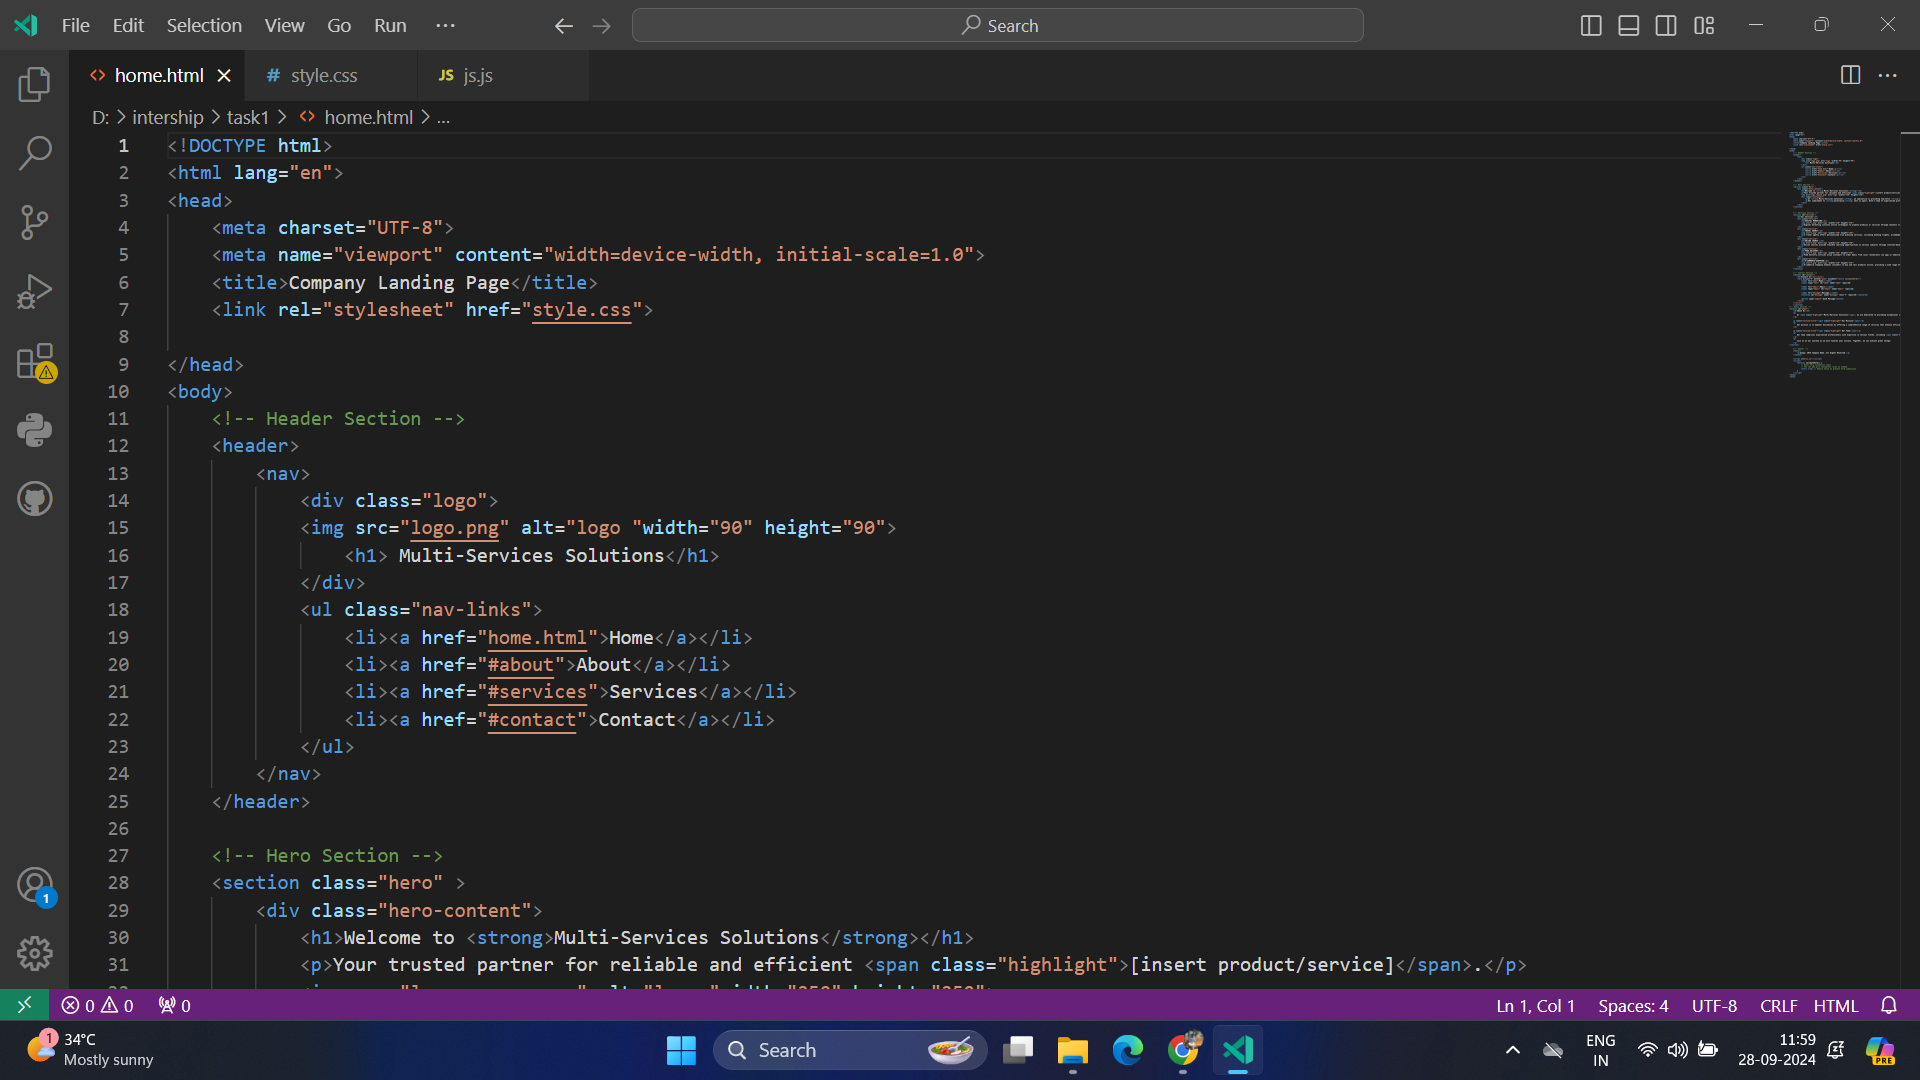 File Edit Selection View Go Run ··· Search
home.html style.css js.js
D: > intership > task1 > home.html > ...
1 <!DOCTYPE html>
2 <html lang="en">
3 <head>
4 <meta charset="UTF-8">
5 <meta name="viewport" content="width=device-width, initial-scale=1.0">
6 <title>Company Landing Page</title>
7 <link rel="stylesheet" href="style.css">
8
9 </head>
10 <body>
11 <!-- Header Section -->
12 <header>
13 <nav>
14 <div class="logo">
15 <img src="logo.png" alt="logo "width="90" height="90">
16 <h1> Multi-Services Solutions</h1>
17 </div>
18 <ul class="nav-links">
19 <li><a href="home.html">Home</a></li>
20 <li><a href="#about">About</a></li>
21 <li><a href="#services">Services</a></li>
22 <li><a href="#contact">Contact</a></li>
23 </ul>
24 </nav>
25 </header>
26
27 <!-- Hero Section -->
28 <section class="hero" >
29 <div class="hero-content">
30 <h1>Welcome to <strong>Multi-Services Solutions</strong></h1>
31 <p>Your trusted partner for reliable and efficient <span class="highlight">[insert product/service]</span>.</p>
1
0 0 0 Ln 1, Col 1 Spaces: 4 UTF-8 CRLF HTML
1 34°C
Mostly sunny
Search
ENG
IN
11:59
28-09-2024
PRE